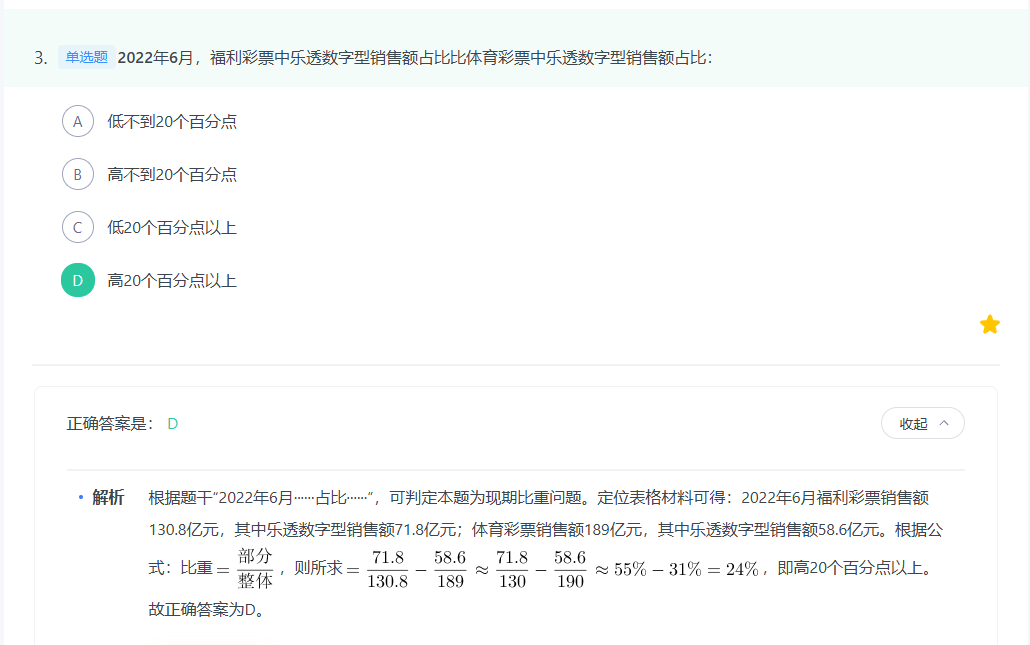 3. 单选题 2022年6月，福利彩票中乐透数字型销售额占比比体育彩票中乐透数字型销售额占比：
A 低不到20个百分点
B 高不到20个百分点
C 低20个百分点以上
D 高20个百分点以上
正确答案是： D 收起
• 解析 根据题干“2022年6月······占比······”，可判定本题为现期比重问题。定位表格材料可得：2022年6月福利彩票销售额
130.8亿元，其中乐透数字型销售额71.8亿元；体育彩票销售额189亿元，其中乐透数字型销售额58.6亿元。根据公
式：比重 = 部分/整体，则所求 = 71.8/130.8 − 58.6/189 ≈ 71.8/130 − 58.6/190 ≈ 55% − 31% = 24%，即高20个百分点以上。
故正确答案为D。